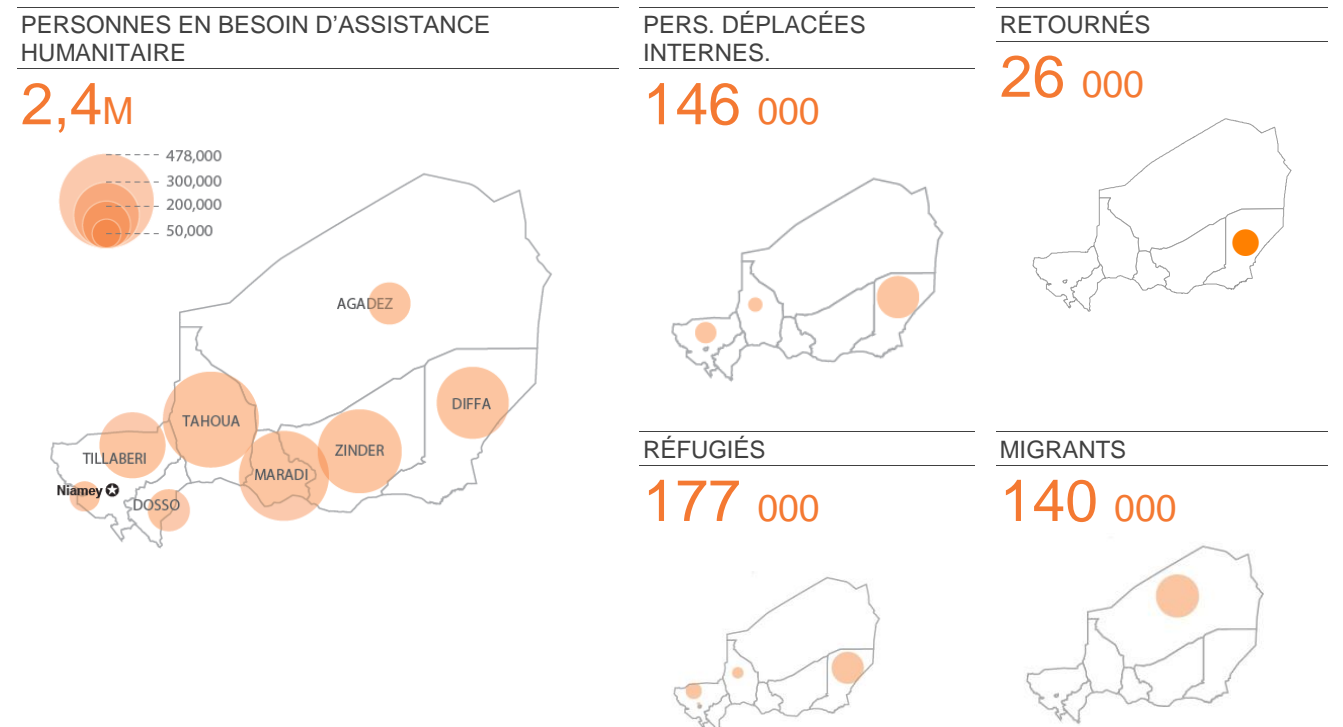 PERSONNES EN BESOIN D'ASSISTANCE
HUMANITAIRE
2,4M
478,000
300,000
200,000
50,000
AGADEZ
DIFFA
TAHOUA
ZINDER
TILLABERI
MARADI
Niamey
DOSSO
PERS. DÉPLACÉES
INTERNES.
146 000
RETOURNÉS
26 000
RÉFUGIÉS
177 000
MIGRANTS
140 000